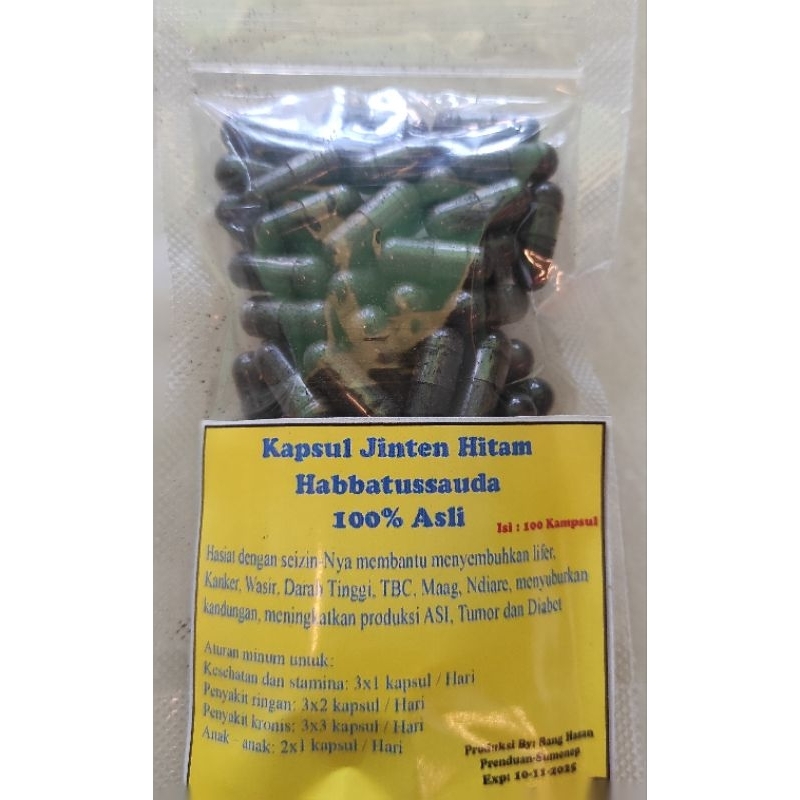 Kapsul Jinten Hitam
Habbatussauda
100% Asli
Isi : 100 Kampsul
Hasiat dengan seizin-Nya membantu menyembuhkan lifer,
Kanker, Wasir, Darah Tinggi, TBC, Maag, Ndiare, menyuburkan
kandungan, meningkatkan produksi ASI, Tumor dan Diabet
Aturan minum untuk:
Kesehatan dan stamina: 3x1 kapsul / Hari
Penyakit ringan: 3x2 kapsul / Hari
Penyakit kronis: 3x3 kapsul / Hari
Anak – anak: 2x1 kapsul / Hari
Produksi By: Sang Hasan
Prenduan-Sumenep
Exp: 10-11-2025